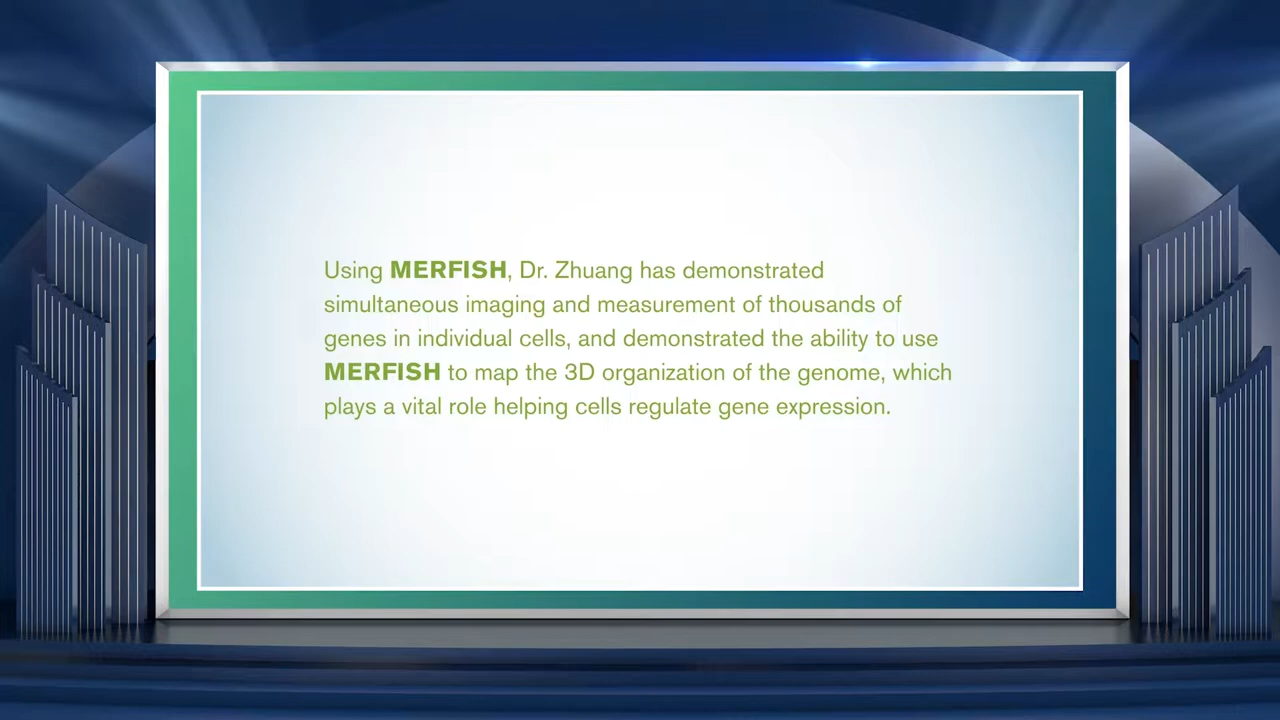 Using MERFISH, Dr. Zhuang has demonstrated
simultaneous imaging and measurement of thousands of
genes in individual cells, and demonstrated the ability to use
MERFISH to map the 3D organization of the genome, which
plays a vital role helping cells regulate gene expression.